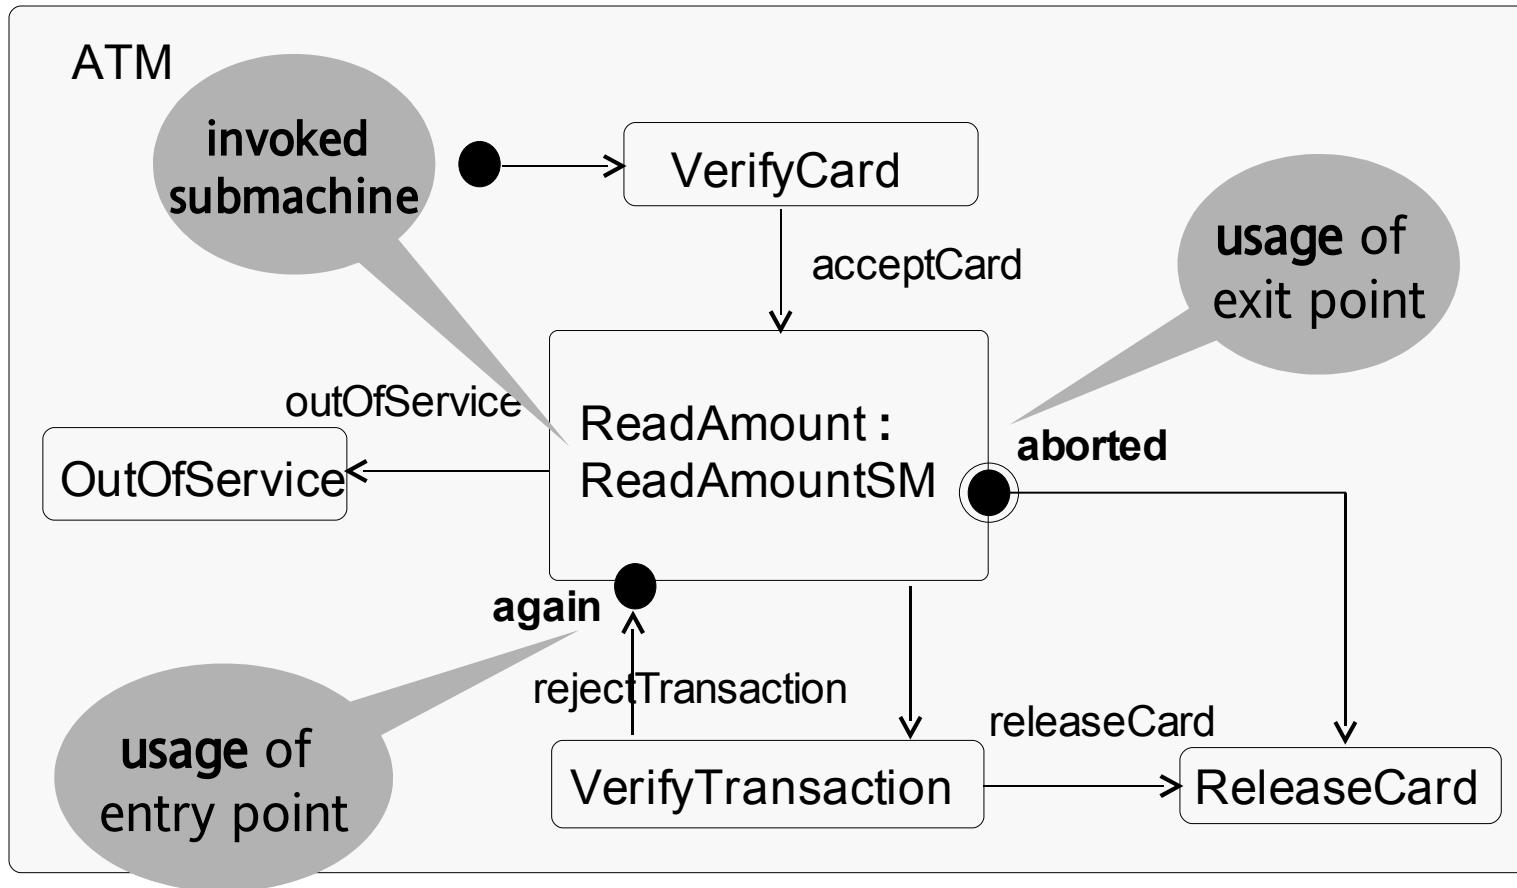 ATM
invoked
submachine
VerifyCard
usage of
exit point
acceptCard
outOfService
ReadAmount :
ReadAmountSM
aborted
OutOfService
again
rejectTransaction
releaseCard
usage of
entry point
VerifyTransaction
ReleaseCard